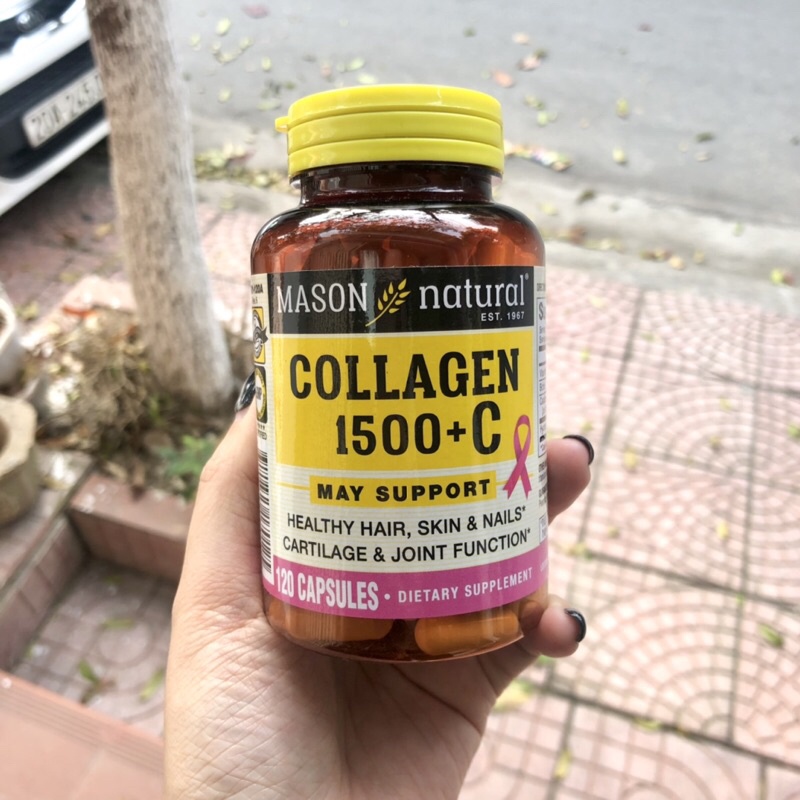 MASON natural®
EST. 1967
COLLAGEN
1500+C
MAY SUPPORT
HEALTHY HAIR, SKIN & NAILS*
CARTILAGE & JOINT FUNCTION*
120 CAPSULES • DIETARY SUPPLEMENT